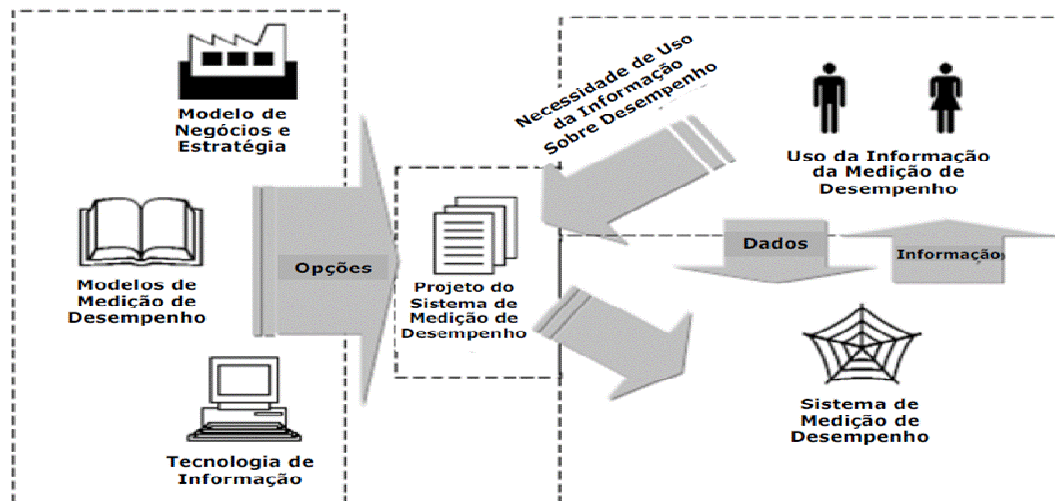 Modelo de
Negócios e
Estratégia
Modelos de
Medição de
Desempenho
Tecnologia de
Informação
Opções
Projeto do
Sistema de
Medição de
Desempenho
Necessidade de Uso
da Informação
Sobre Desempenho
Uso da Informação
da Medição de
Desempenho
Dados
Informação
Sistema de
Medição de
Desempenho